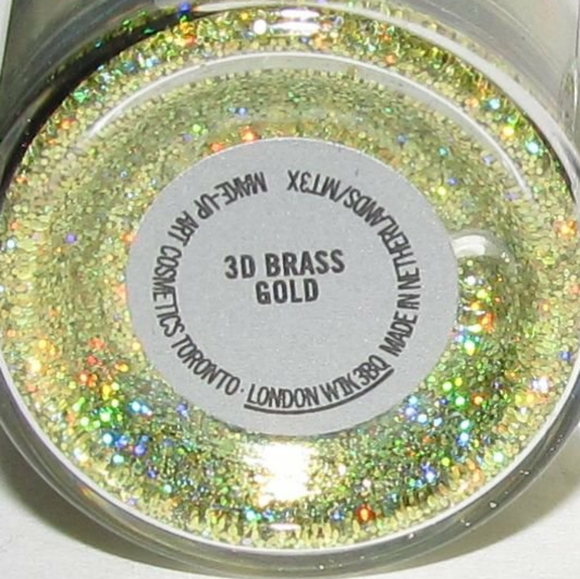 3D BRASS
GOLD
MAKE-UP ART COSMETICS TORONTO · LONDON W1K 3BQ MADE IN NETHERLANDS/MT3X